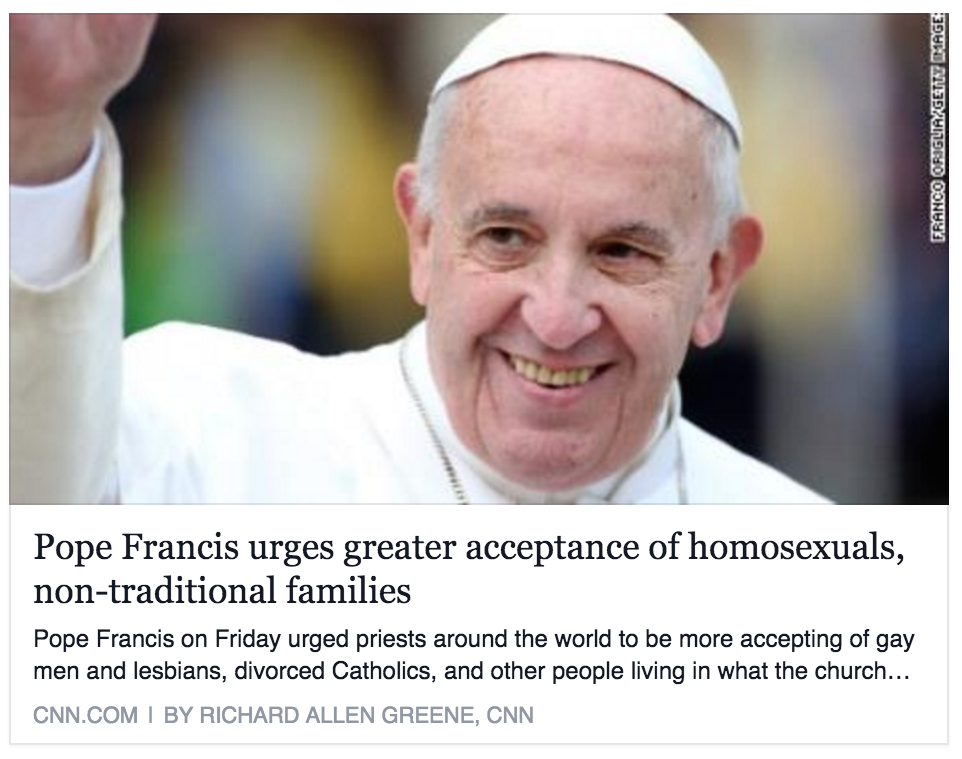 FRANCO ORIGLIA/GETTY IMAGES
Pope Francis urges greater acceptance of homosexuals,
non-traditional families
Pope Francis on Friday urged priests around the world to be more accepting of gay
men and lesbians, divorced Catholics, and other people living in what the church...
CNN.COM | BY RICHARD ALLEN GREENE, CNN